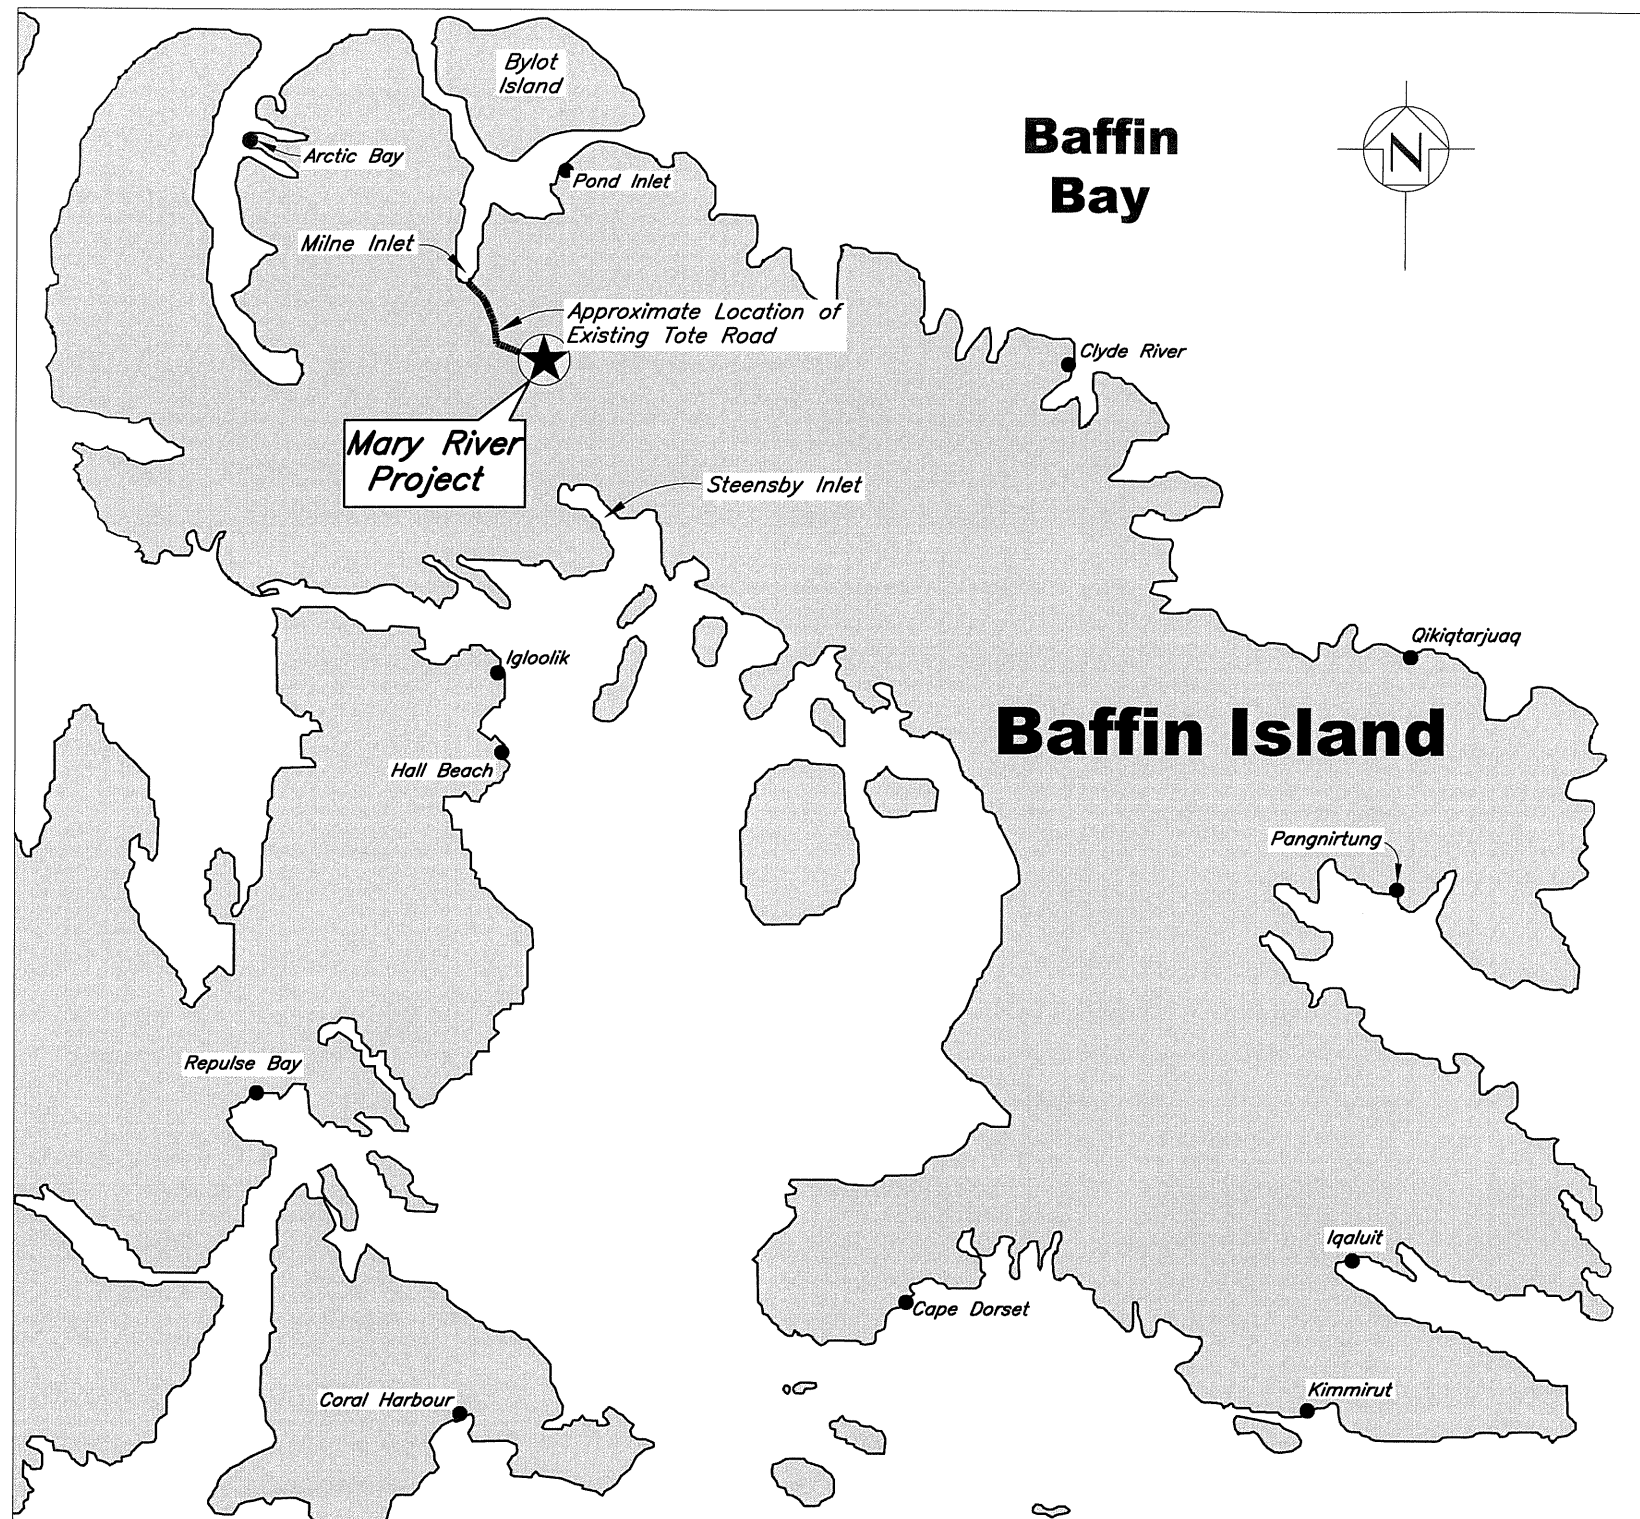 Bylot
Island
Baffin
Bay
N
Arctic Bay
Pond Inlet
Milne Inlet
Approximate Location of
Existing Tote Road
Clyde River
Mary River
Project
Steensby Inlet
Qikiqtarjuaq
Igloolik
Baffin Island
Hall Beach
Pangnirtung
Repulse Bay
Iqaluit
Cape Dorset
Coral Harbour
Kimmirut